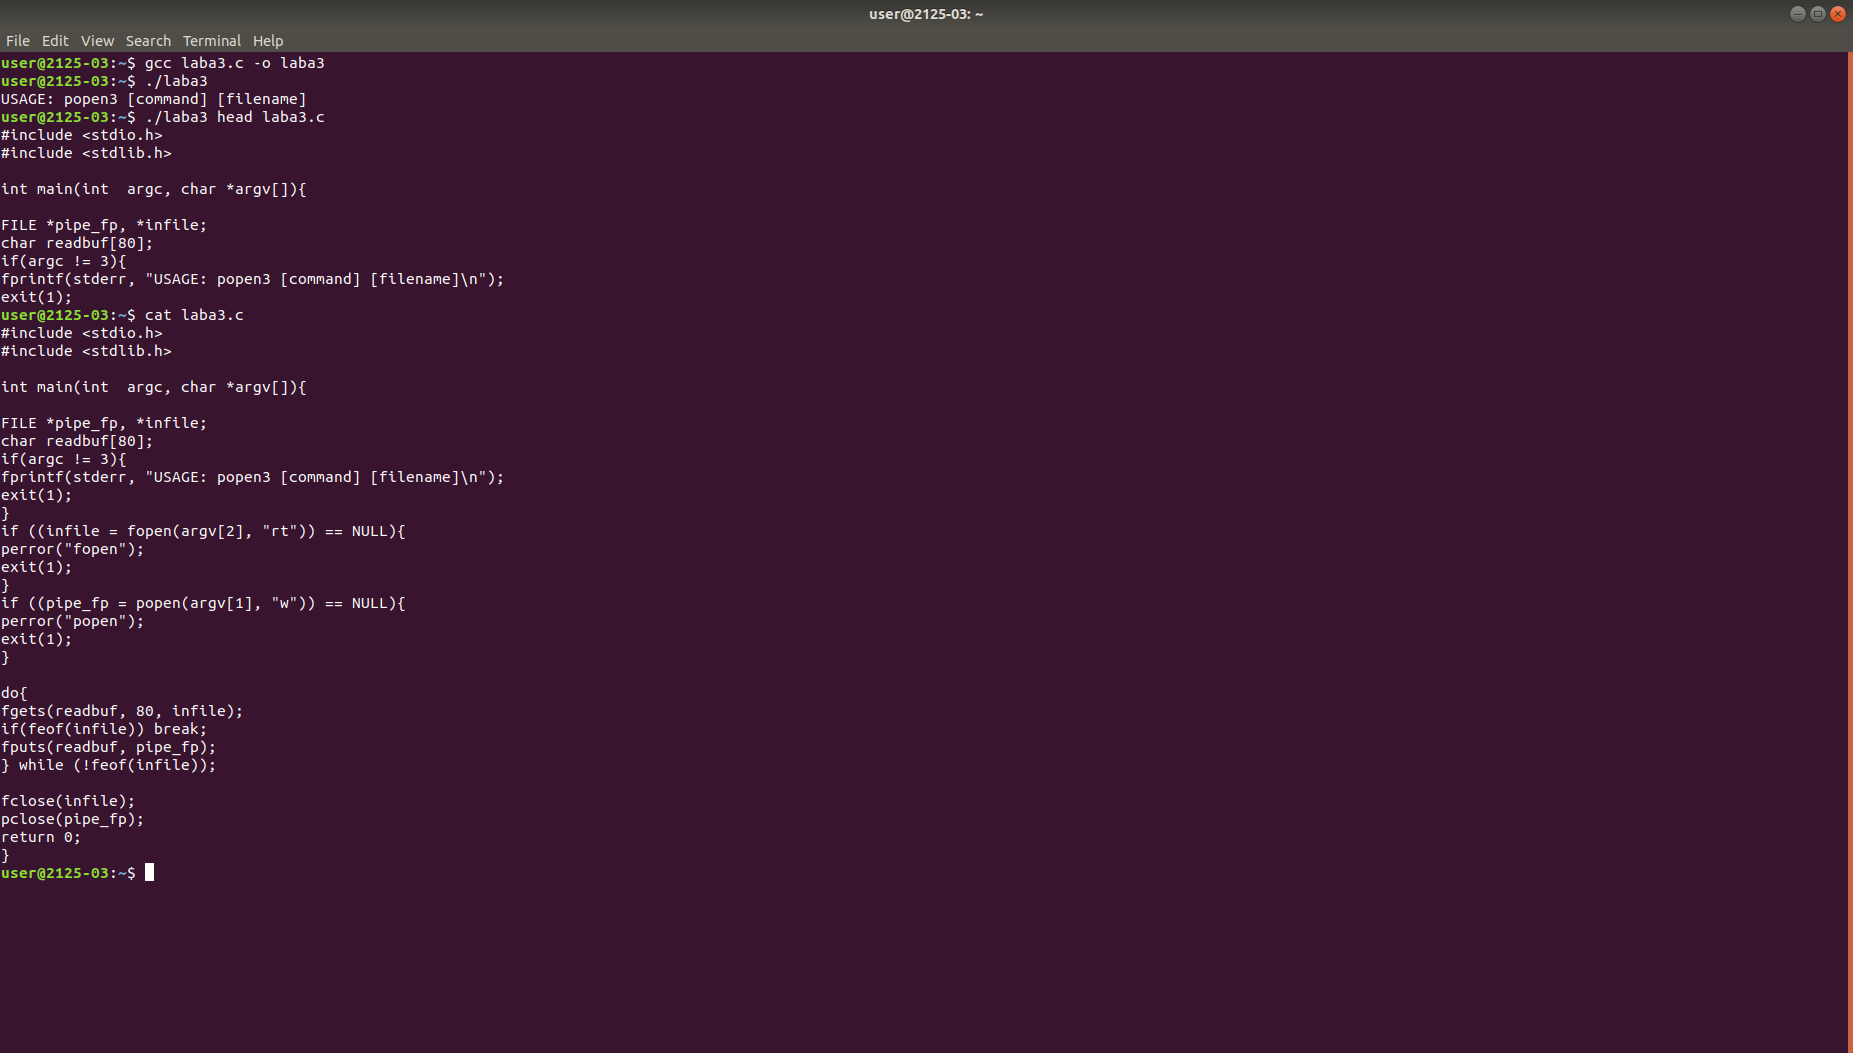 user@2125-03: ~
File Edit View Search Terminal Help
user@2125-03:~$ gcc laba3.c -o laba3
user@2125-03:~$ ./laba3
USAGE: popen3 [command] [filename]
user@2125-03:~$ ./laba3 head laba3.c
#include <stdio.h>
#include <stdlib.h>
int main(int  argc, char *argv[]){
FILE *pipe_fp, *infile;
char readbuf[80];
if(argc != 3){
fprintf(stderr, "USAGE: popen3 [command] [filename]\n");
exit(1);
user@2125-03:~$ cat laba3.c
#include <stdio.h>
#include <stdlib.h>
int main(int  argc, char *argv[]){
FILE *pipe_fp, *infile;
char readbuf[80];
if(argc != 3){
fprintf(stderr, "USAGE: popen3 [command] [filename]\n");
exit(1);
}
if ((infile = fopen(argv[2], "rt")) == NULL){
perror("fopen");
exit(1);
}
if ((pipe_fp = popen(argv[1], "w")) == NULL){
perror("popen");
exit(1);
}
do{
fgets(readbuf, 80, infile);
if(feof(infile)) break;
fputs(readbuf, pipe_fp);
} while (!feof(infile));
fclose(infile);
pclose(pipe_fp);
return 0;
}
user@2125-03:~$